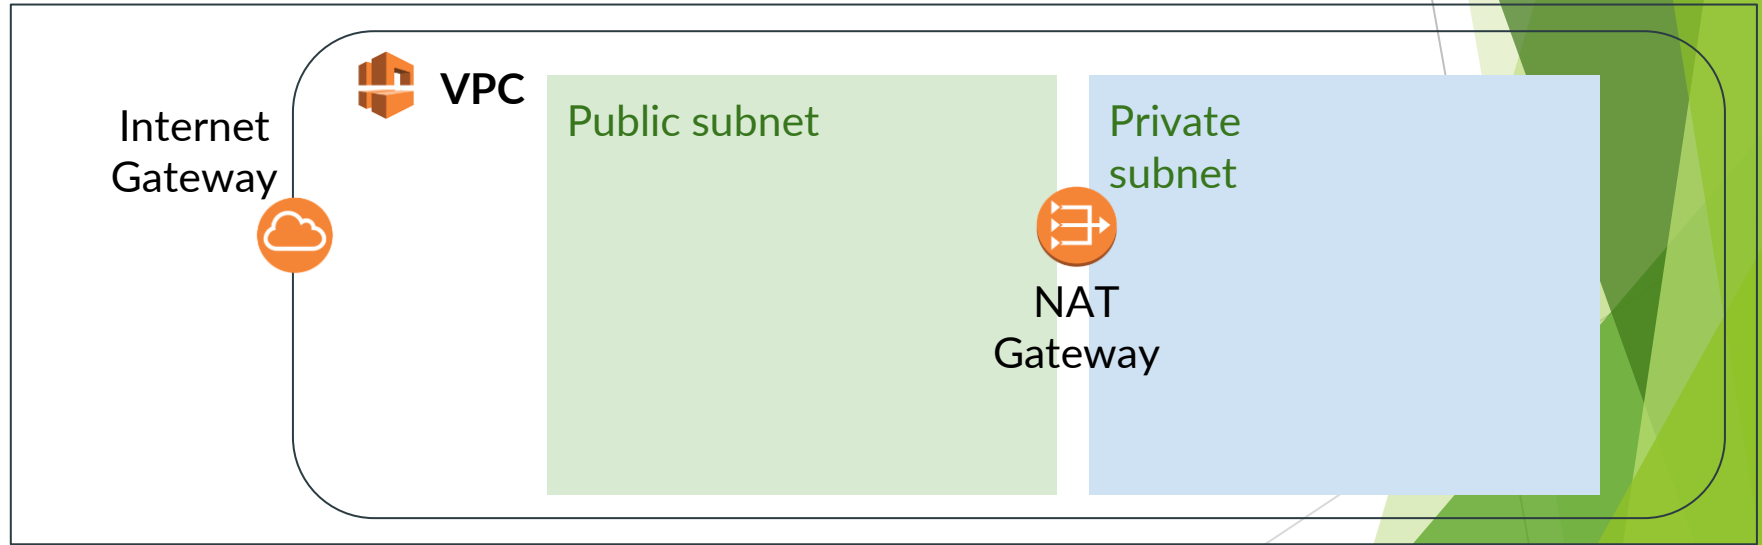 VPC
Internet
Gateway
Public subnet
Private
subnet
NAT
Gateway